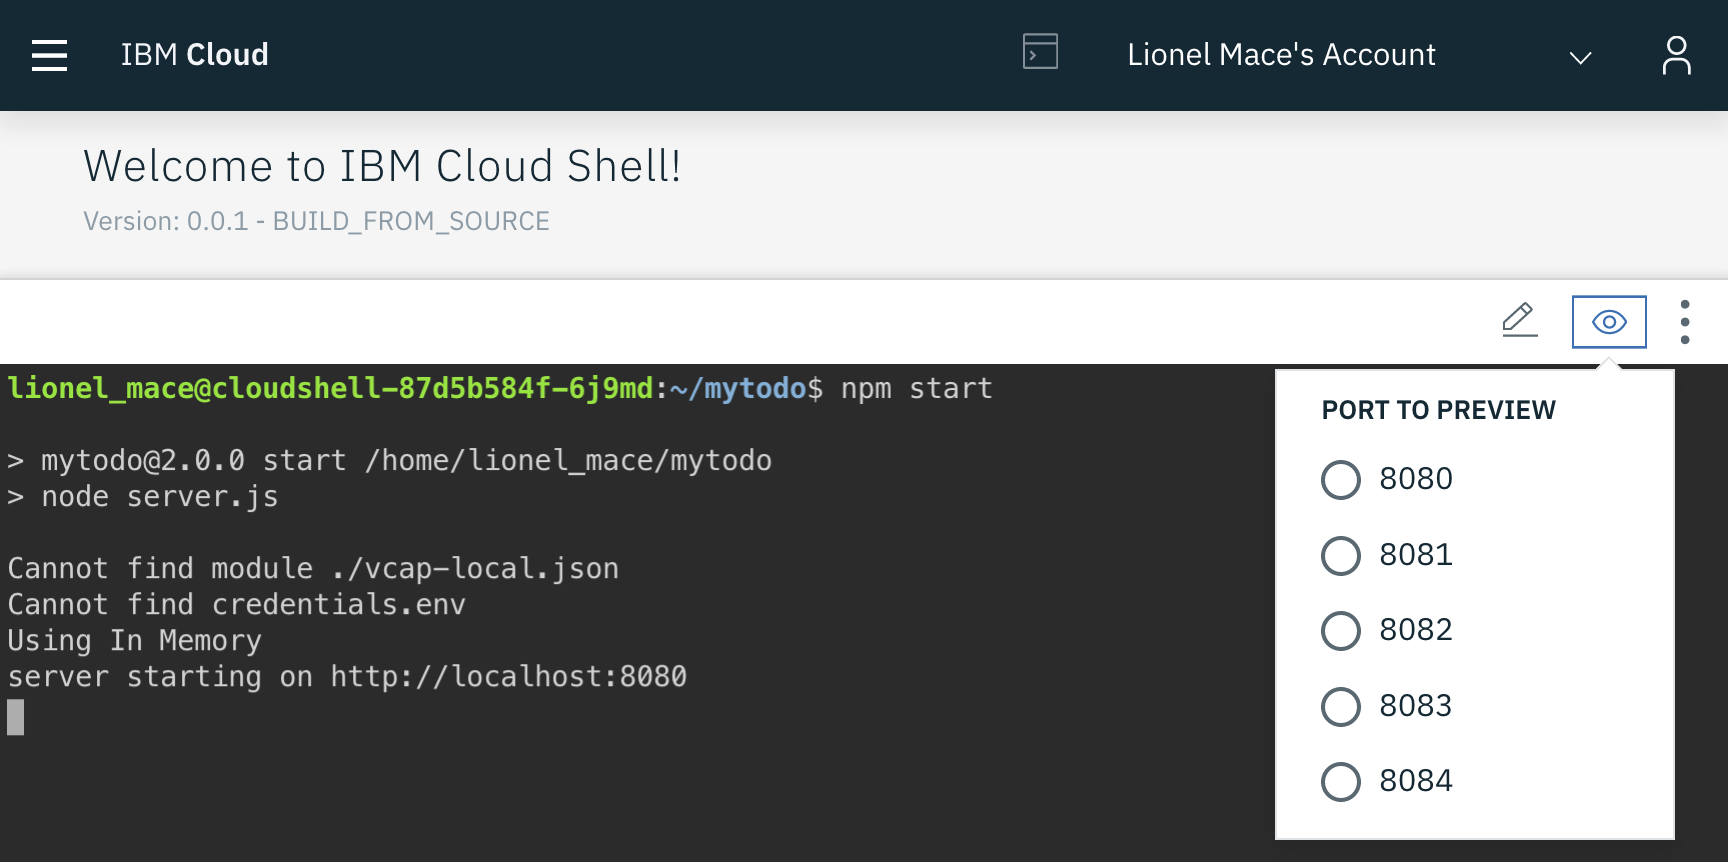 IBM Cloud
Lionel Mace's Account
Welcome to IBM Cloud Shell!
Version: 0.0.1 - BUILD_FROM_SOURCE
lionel_mace@cloudshell-87d5b584f-6j9md:~/mytodo$ npm start
> mytodo@2.0.0 start /home/lionel_mace/mytodo
> node server.js
Cannot find module ./vcap-local.json
Cannot find credentials.env
Using In Memory
server starting on http://localhost:8080
PORT TO PREVIEW
8080
8081
8082
8083
8084